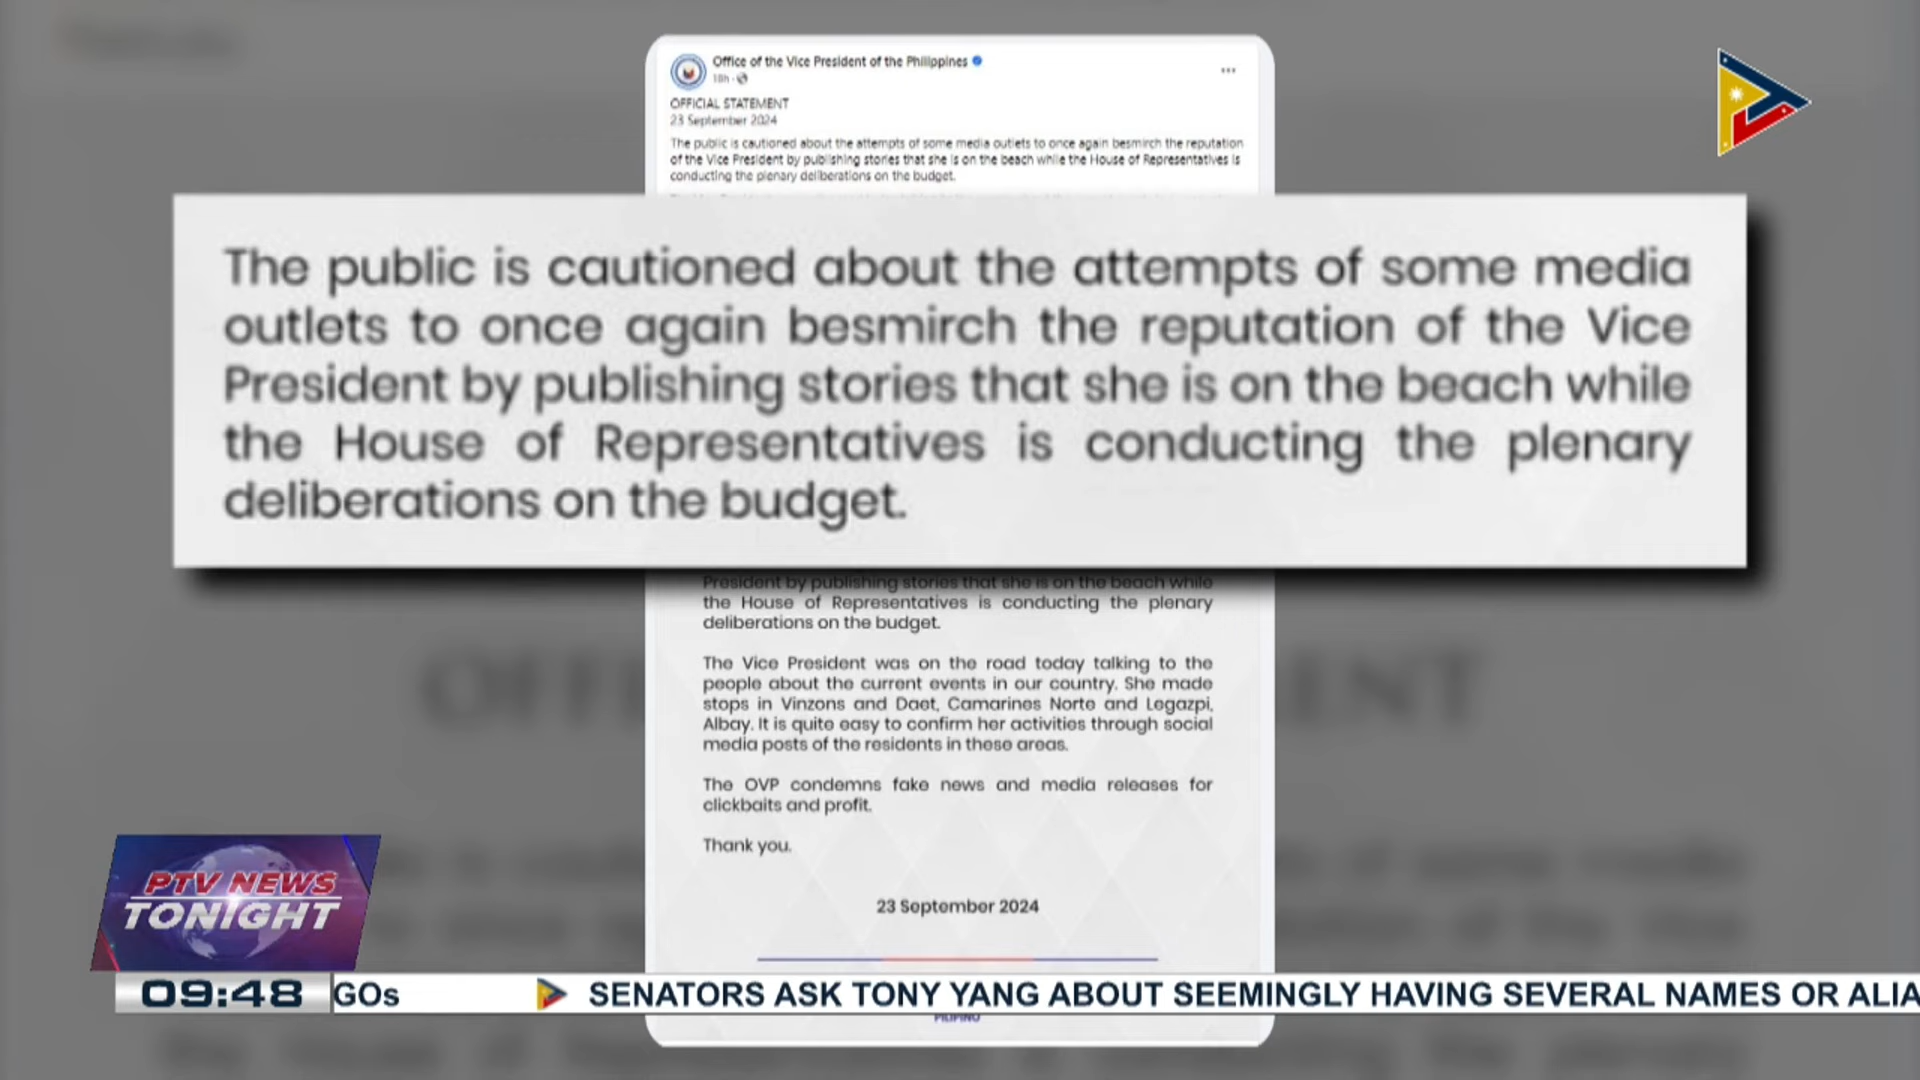 Office of the Vice President of the Philippines
18h
OFFICIAL STATEMENT
23 September 2024
The public is cautioned about the attempts of some media outlets to once again besmirch the reputation
of the Vice President by publishing stories that she is on the beach while the House of Representatives is
conducting the plenary deliberations on the budget.
The public is cautioned about the attempts of some media
outlets to once again besmirch the reputation of the Vice
President by publishing stories that she is on the beach while
the House of Representatives is conducting the plenary
deliberations on the budget.
President by publishing stories that she is on the beach while
the House of Representatives is conducting the plenary
deliberations on the budget.
The Vice President was on the road today talking to the
people about the current events in our country. She made
stops in Vinzons and Daet, Camarines Norte and Legazpi,
Albay. It is quite easy to confirm her activities through social
media posts of the residents in these areas.
The OVP condemns fake news and media releases for
clickbaits and profit.
Thank you.
23 September 2024
PTV NEWS
TONIGHT
09:48
GOs
SENATORS ASK TONY YANG ABOUT SEEMINGLY HAVING SEVERAL NAMES OR ALIA
PILIPINO